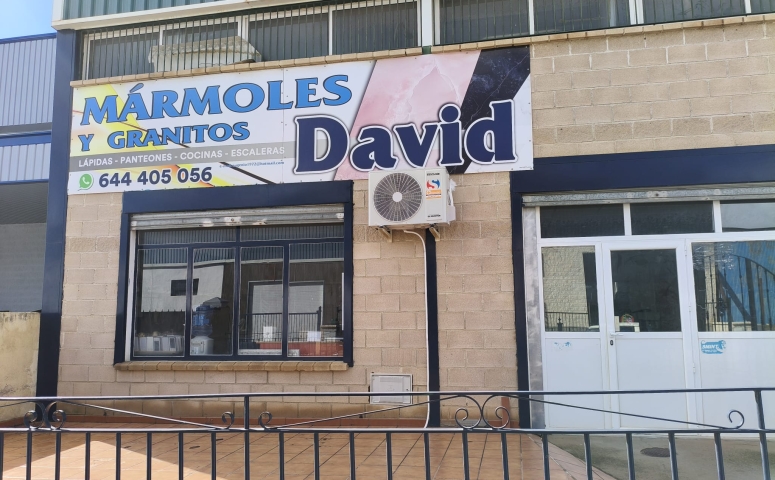 MÁRMOLES
Y GRANITOS
David
LÁPIDAS - PANTEONES - COCINAS - ESCALERAS
644 405 056